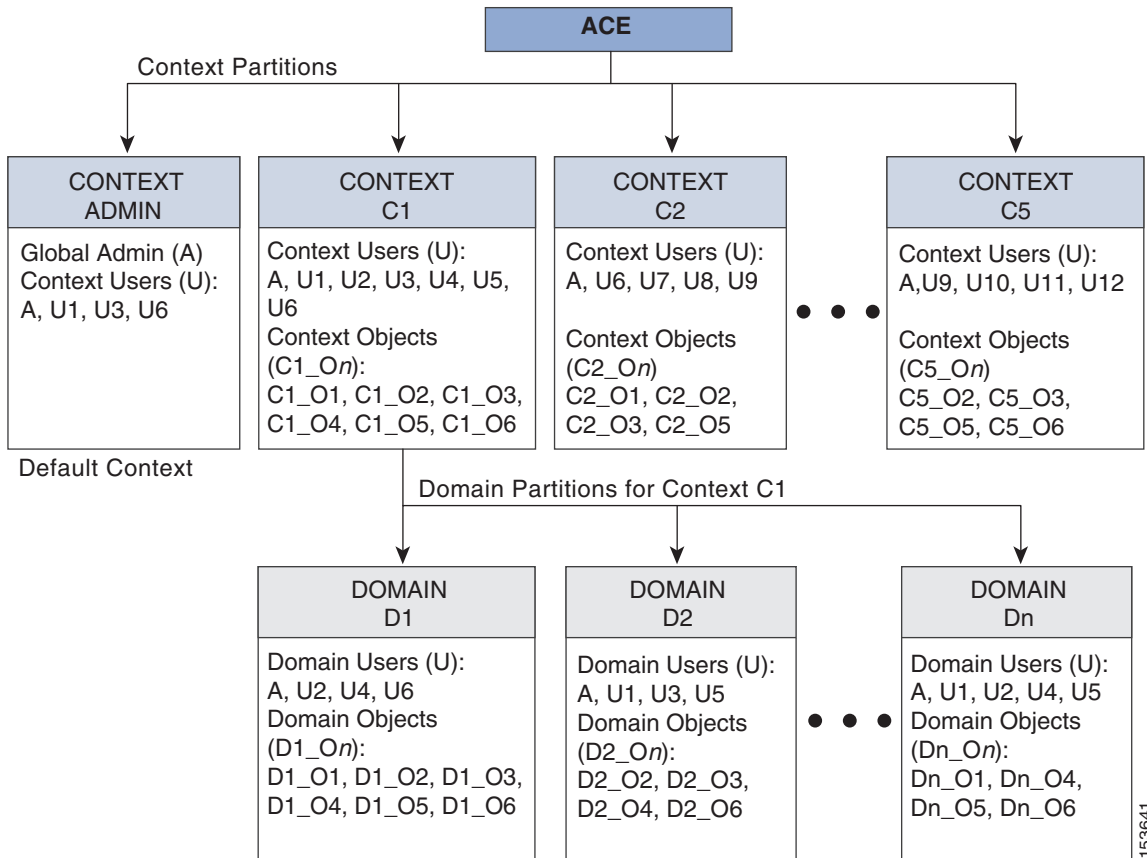 ACE
Context Partitions
CONTEXT
ADMIN
Global Admin (A)
Context Users (U):
A, U1, U3, U6
Default Context
CONTEXT
C1
Context Users (U):
A, U1, U2, U3, U4, U5,
U6
Context Objects
(C1_On):
C1_O1, C1_O2, C1_O3,
C1_O4, C1_O5, C1_O6
CONTEXT
C2
Context Users (U):
A, U6, U7, U8, U9
Context Objects
(C2_On)
C2_O1, C2_O2,
C2_O3, C2_O5
CONTEXT
C5
Context Users (U):
A,U9, U10, U11, U12
Context Objects
(C5_On)
C5_O2, C5_O3,
C5_O5, C5_O6
Domain Partitions for Context C1
DOMAIN
D1
Domain Users (U):
A, U2, U4, U6
Domain Objects
(D1_On):
D1_O1, D1_O2, D1_O3,
D1_O4, D1_O5, D1_O6
DOMAIN
D2
Domain Users (U):
A, U1, U3, U5
Domain Objects
(D2_On):
D2_O2, D2_O3,
D2_O4, D2_O6
DOMAIN
Dn
Domain Users (U):
A, U1, U2, U4, U5
Domain Objects
(Dn_On):
Dn_O1, Dn_O4,
Dn_O5, Dn_O6
153641